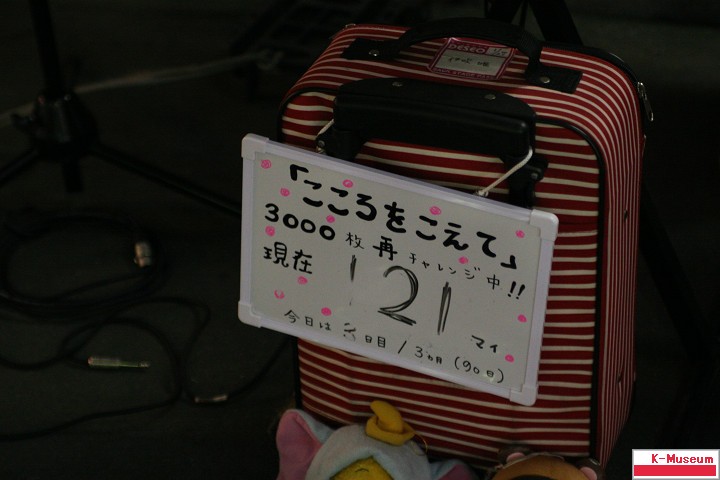 「こころをこえて」
3000枚再チャレンジ中!!
現在 121 マイ
今日は 日目/3ヵ月(90日)
K-Museum